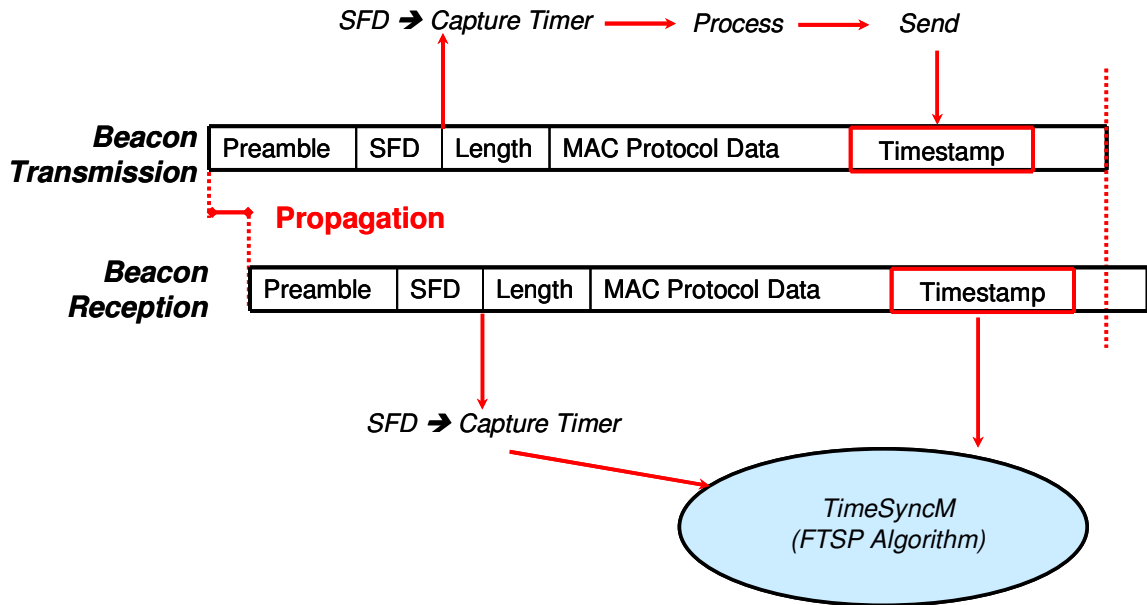 SFD ➔ Capture Timer Process Send
Beacon
Transmission
Preamble SFD Length MAC Protocol Data Timestamp
Propagation
Beacon
Reception
Preamble SFD Length MAC Protocol Data Timestamp
SFD ➔ Capture Timer
TimeSyncM
(FTSP Algorithm)